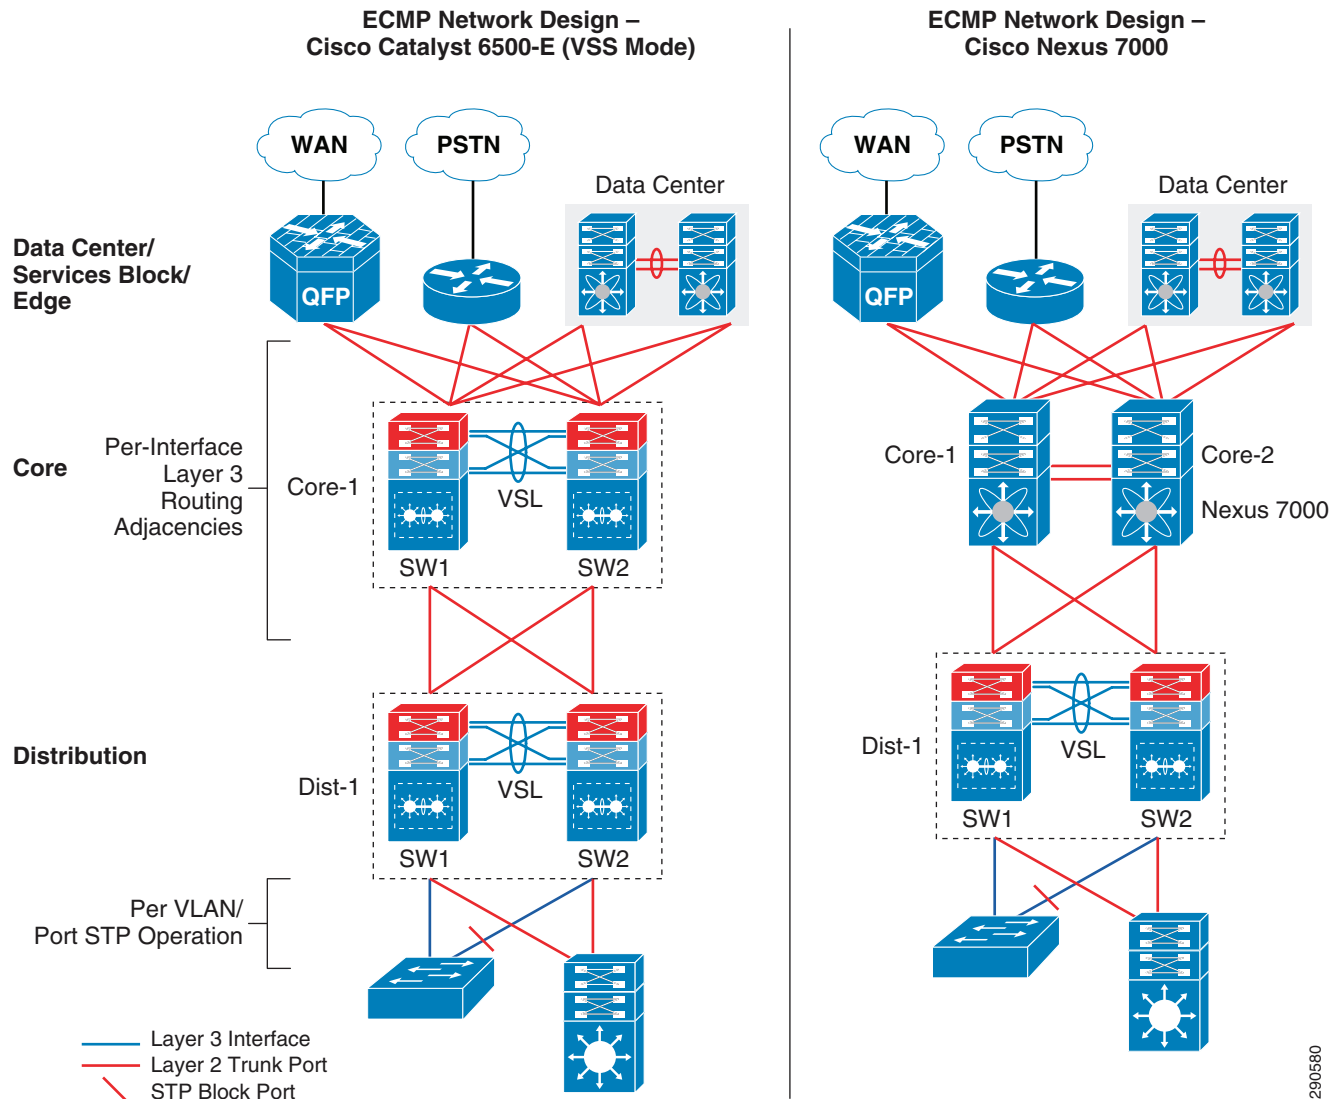 ECMP Network Design –
Cisco Catalyst 6500-E (VSS Mode)
ECMP Network Design –
Cisco Nexus 7000
WAN
PSTN
Data Center
WAN
PSTN
Data Center
Data Center/
Services Block/
Edge
QFP
QFP
Core
Per-Interface
Layer 3
Routing
Adjacencies
Core-1
VSL
SW1
SW2
Core-1
Core-2
Nexus 7000
Distribution
Dist-1
VSL
SW1
SW2
Dist-1
VSL
SW1
SW2
Per VLAN/
Port STP Operation
Layer 3 Interface
Layer 2 Trunk Port
STP Block Port
290580